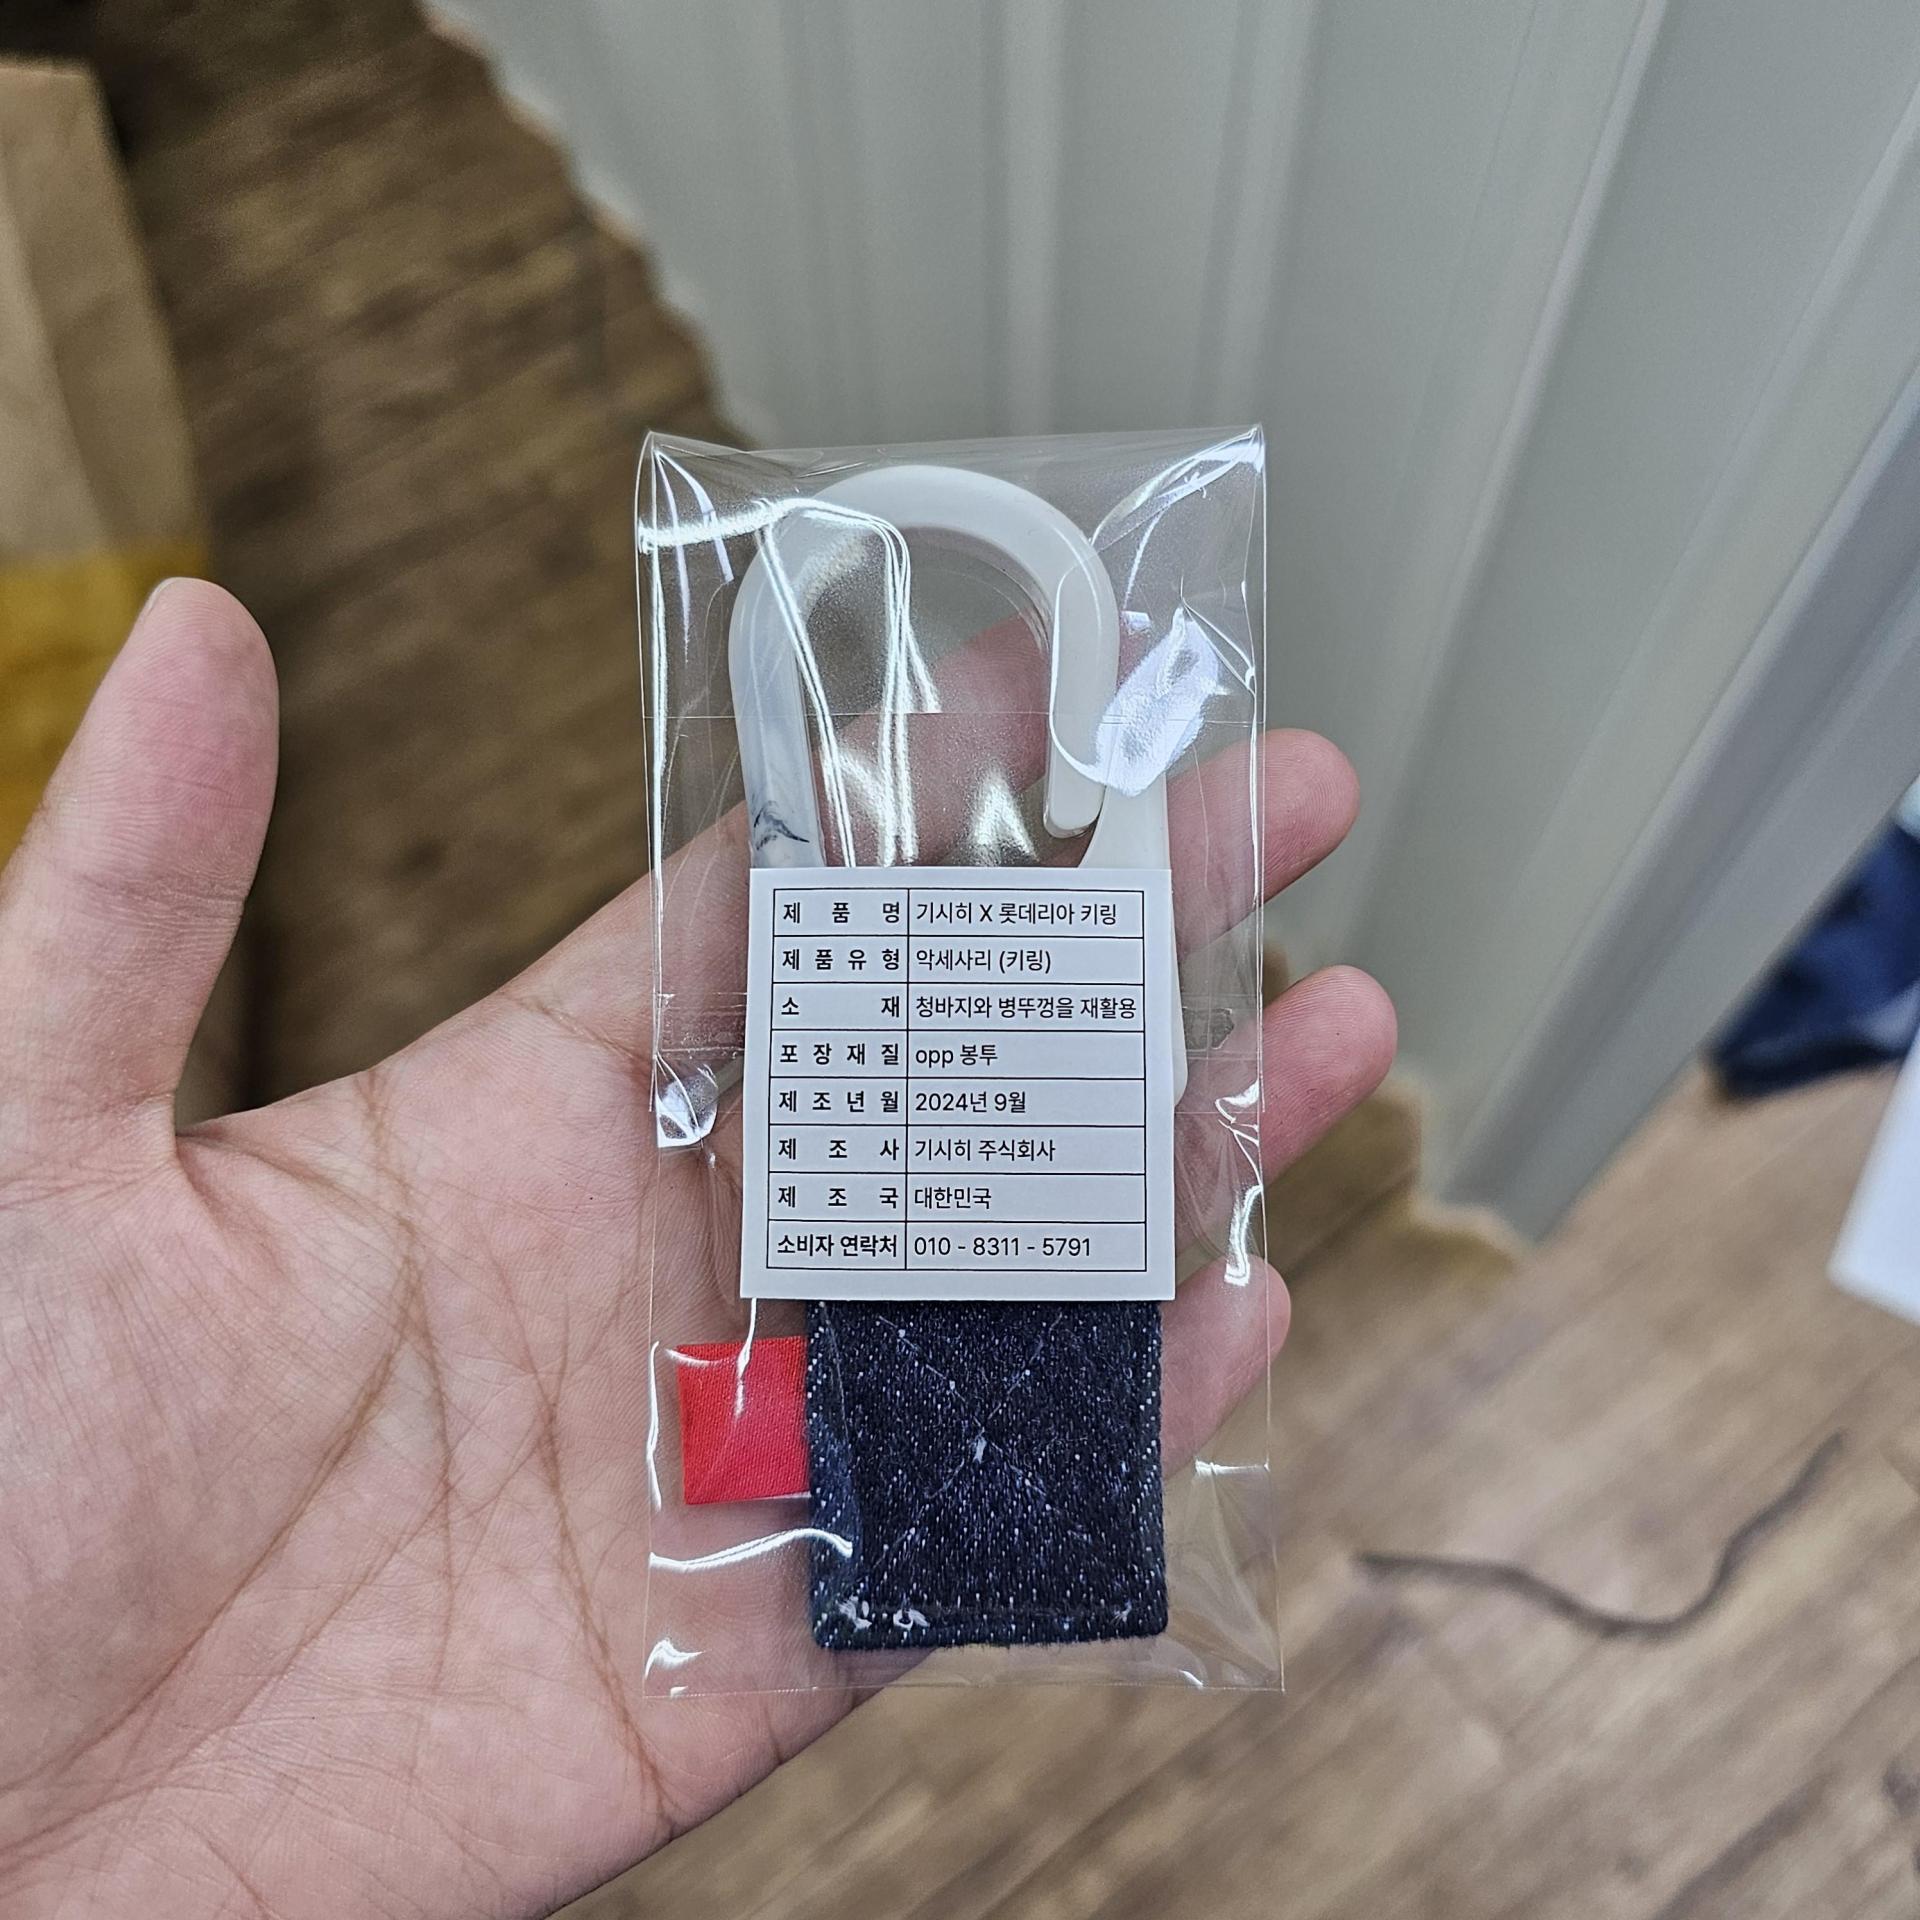 제품명 기시히 X 롯데리아 키링
제품유형 악세사리 (키링)
소재 청바지와 병뚜껑을 재활용
포장재질 opp 봉투
제조년월 2024년 9월
제조사 기시히 주식회사
제조국 대한민국
소비자 연락처 010 - 8311 - 5791